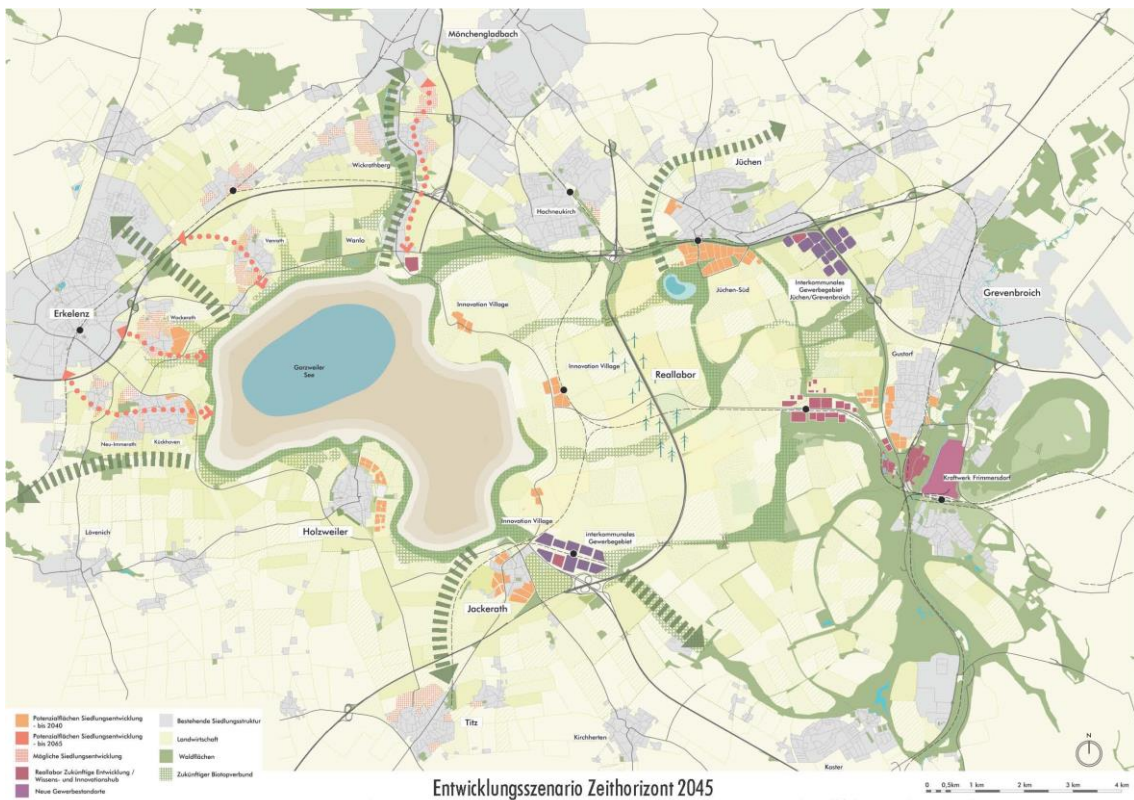 Mönchengladbach
Jüchen
Wickrathberg
Hochneukirch
Venrath
Wanlo
Jüchen-Süd
Interkommunales
Gewerbegebiet
Jüchen/Grevenbroich
Grevenbroich
Erkelenz
Wockerath
Innovation Village
Garzweiler
See
Innovation Village
Reallabor
Gustorf
Neu-Immerath
Kückhoven
Kraftwerk Frimmersdorf
Holzweiler
Innovation Village
Interkommunales
Gewerbegebiet
Lövenich
Jackerath
Titz
Kirchherten
Kaster
Potenzialflächen Siedlungsentwicklung
- bis 2040
Potenzialflächen Siedlungsentwicklung
- bis 2065
Mögliche Siedlungsentwicklung
Reallabor Zukünftige Entwicklung /
Wissens- und Innovationshub
Neue Gewerbestandorte
Bestehende Siedlungsstruktur
Landwirtschaft
Waldflächen
Zukünftiger Biotopverbund
Entwicklungsszenario Zeithorizont 2045
N
0 0,5km 1 km 2 km 3 km 4 km